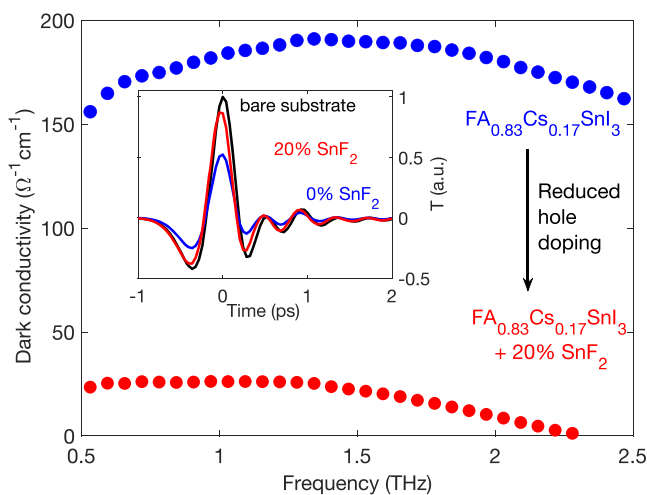 200
150
100
50
0
Dark conductivity (Ω⁻¹cm⁻¹)
0.5
1
1.5
2
2.5
Frequency (THz)
bare substrate
20% SnF₂
0% SnF₂
1
0.5
0
-0.5
T (a.u.)
-1
0
1
2
Time (ps)
FA₀.₈₃Cs₀.₁₇SnI₃
Reduced
hole
doping
FA₀.₈₃Cs₀.₁₇SnI₃
+ 20% SnF₂